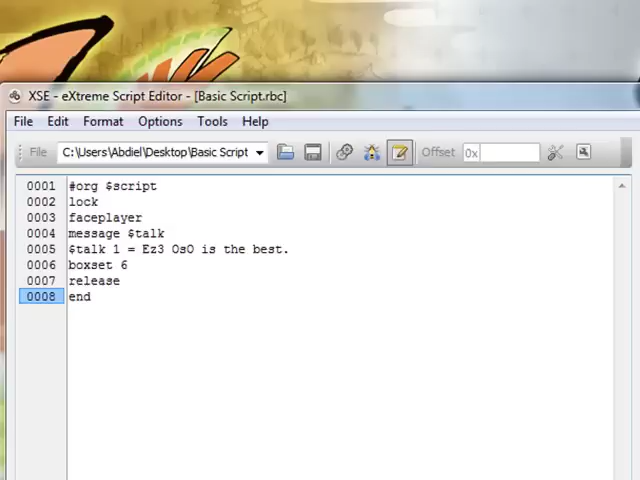 XSE - eXtreme Script Editor - [Basic Script.rbc]
File Edit Format Options Tools Help
File C:\Users\Abdiel\Desktop\Basic Script Offset 0x
0001 #org $script
0002 lock
0003 faceplayer
0004 message $talk
0005 $talk 1 = Ez3 OsO is the best.
0006 boxset 6
0007 release
0008 end